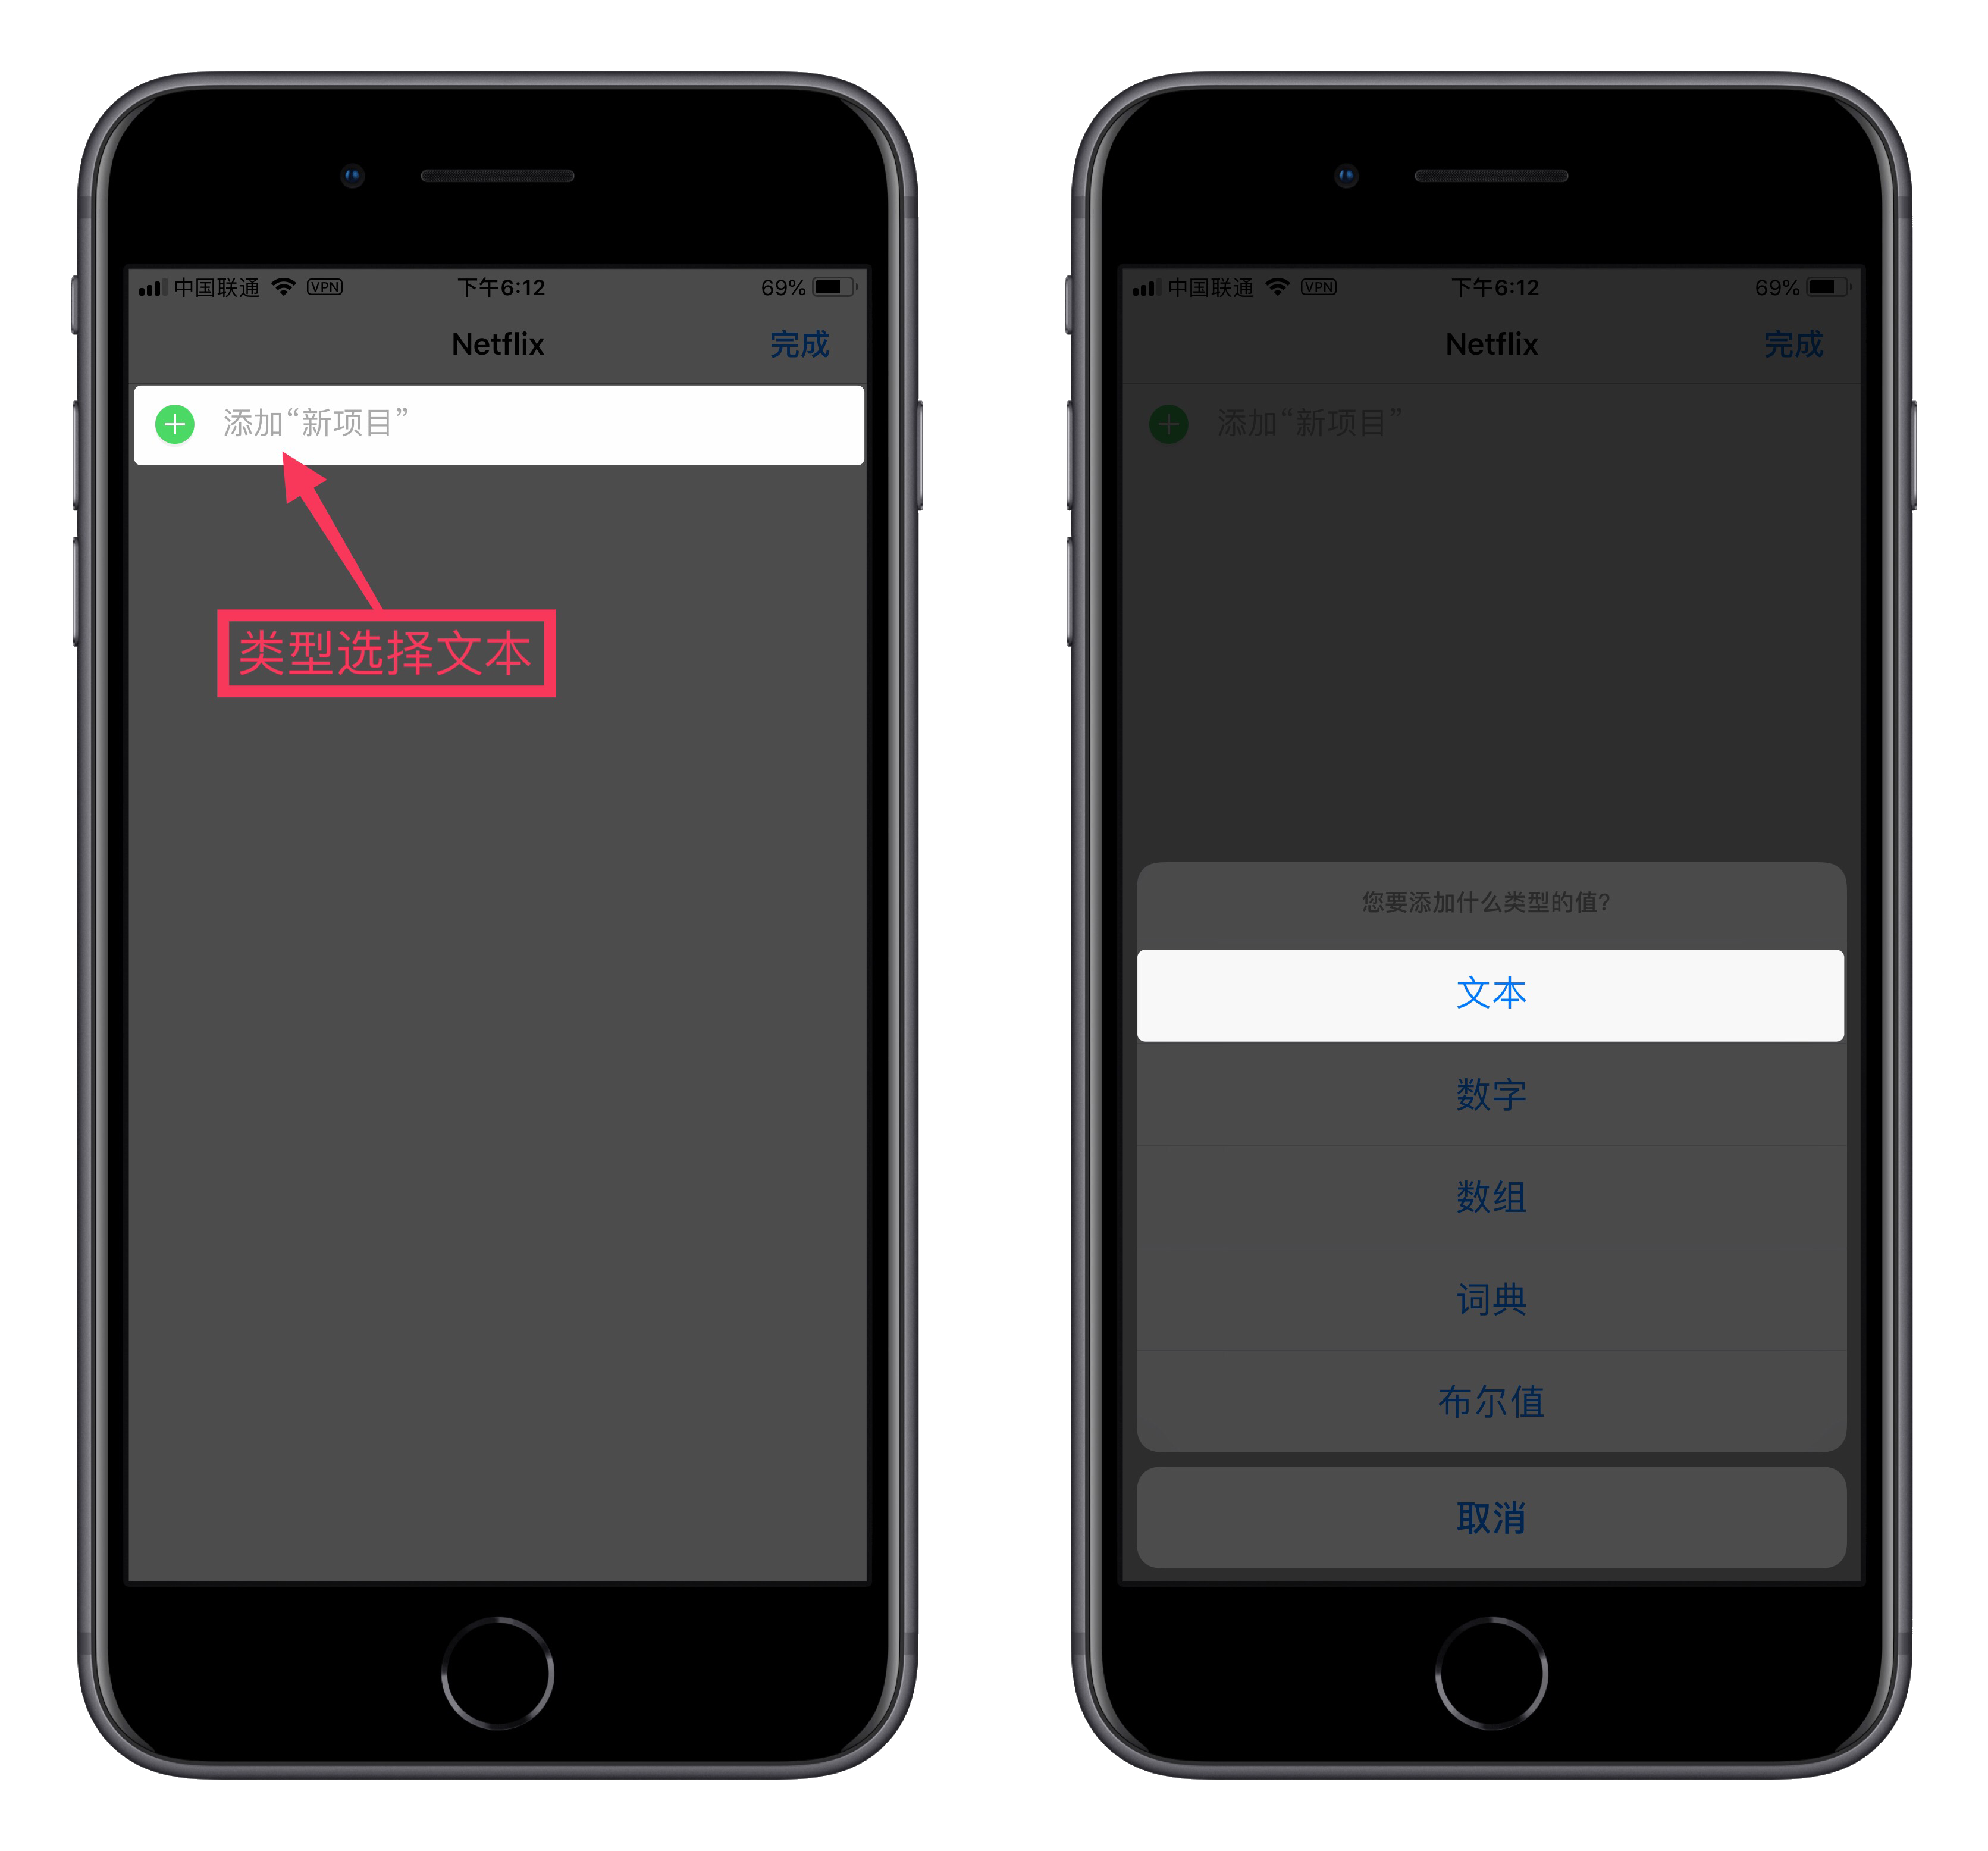 中国联通 VPN 下午6:12 69%
Netflix 完成
添加“新项目”
类型选择文本
中国联通 VPN 下午6:12 69%
Netflix 完成
添加“新项目”
您要添加什么类型的值?
文本
数字
数组
词典
布尔值
取消